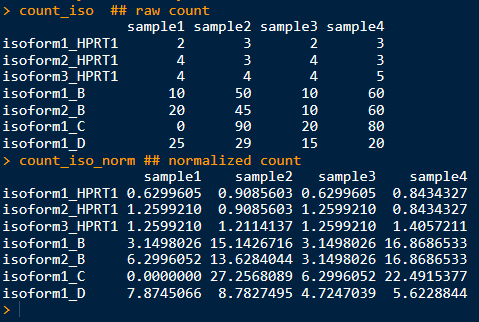 > count_iso  ## raw count
                sample1 sample2 sample3 sample4
isoform1_HPRT1        2       3       2       3
isoform2_HPRT1        4       3       4       3
isoform3_HPRT1        4       4       4       5
isoform1_B           10      50      10      60
isoform2_B           20      45      10      60
isoform1_C            0      90      20      80
isoform1_D           25      29      15      20
> count_iso_norm ## normalized count
                 sample1    sample2   sample3    sample4
isoform1_HPRT1 0.6299605  0.9085603 0.6299605  0.8434327
isoform2_HPRT1 1.2599210  0.9085603 1.2599210  0.8434327
isoform3_HPRT1 1.2599210  1.2114137 1.2599210  1.4057211
isoform1_B     3.1498026 15.1426716 3.1498026 16.8686533
isoform2_B     6.2996052 13.6284044 3.1498026 16.8686533
isoform1_C     0.0000000 27.2568089 6.2996052 22.4915377
isoform1_D     7.8745066  8.7827495 4.7247039  5.6228844
>